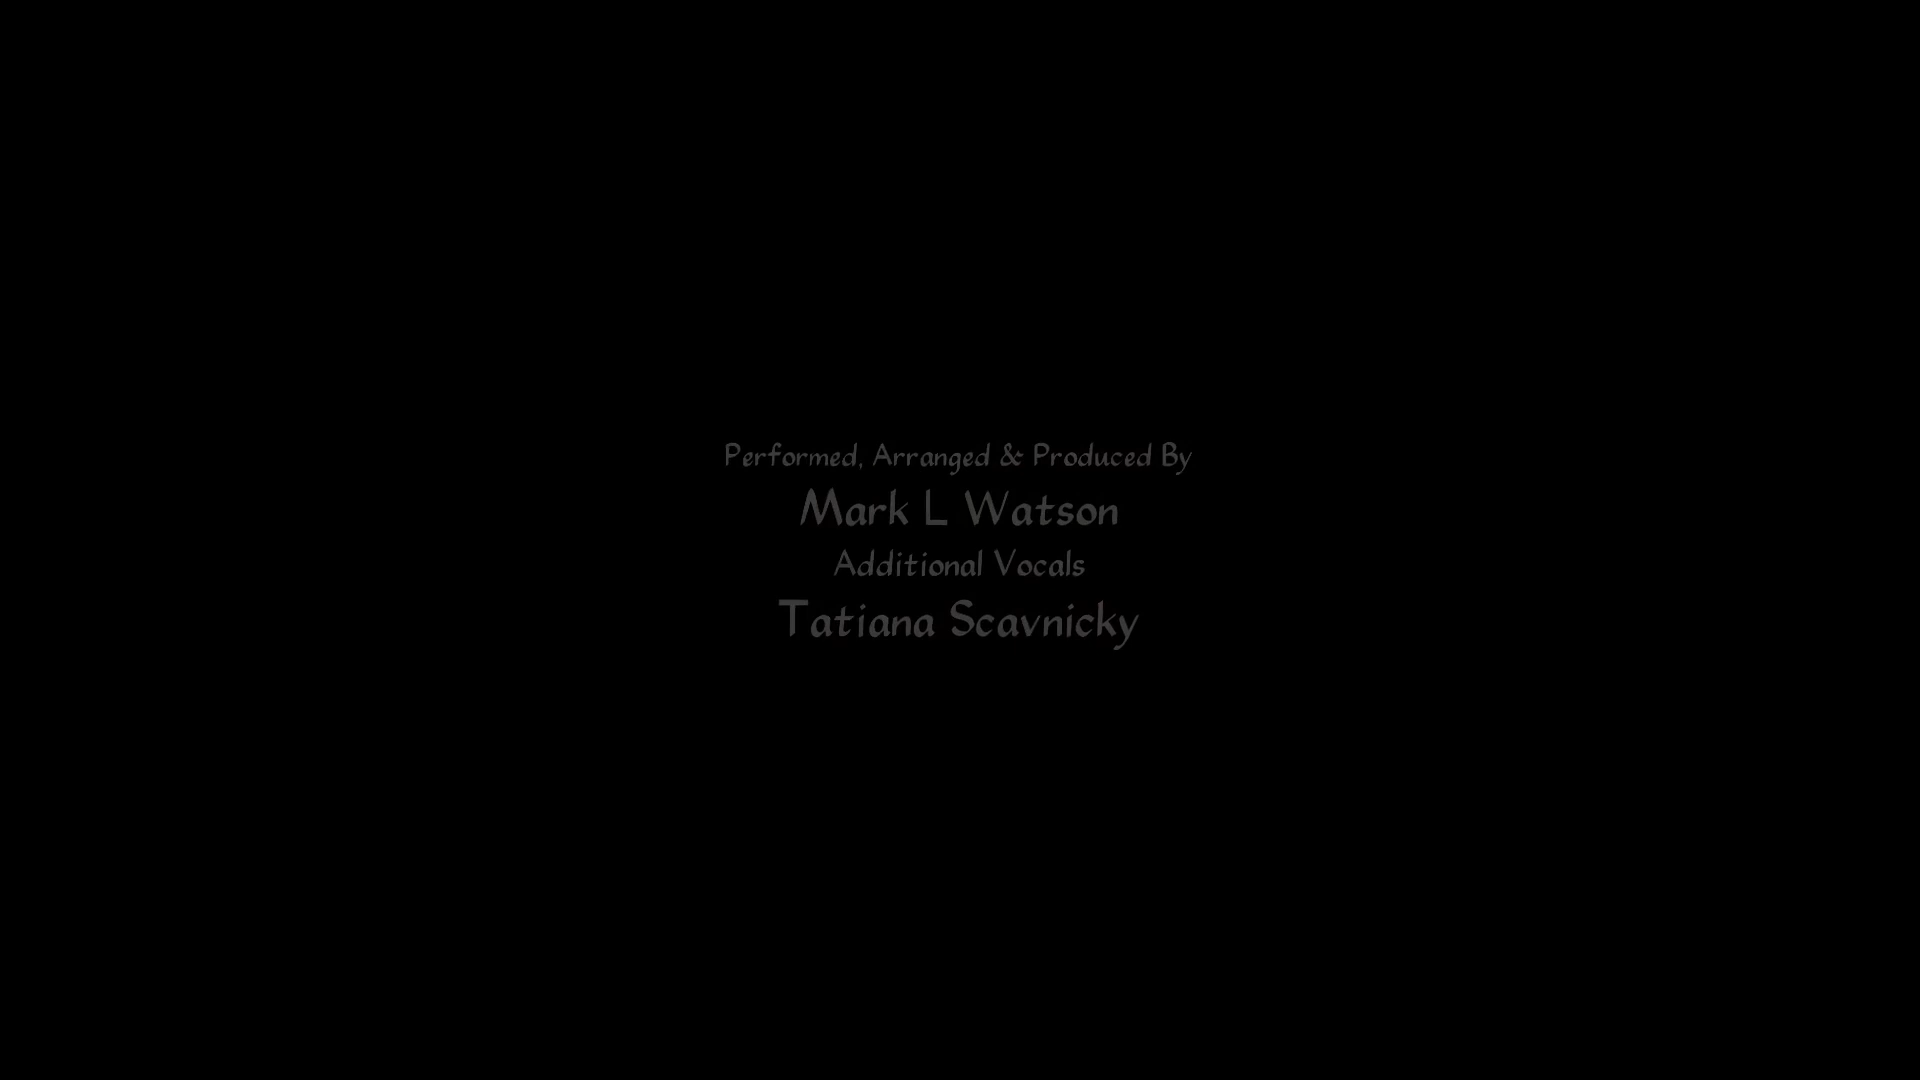 Performed, Arranged & Produced By
Mark L Watson
Additional Vocals
Tatiana Scavnicky